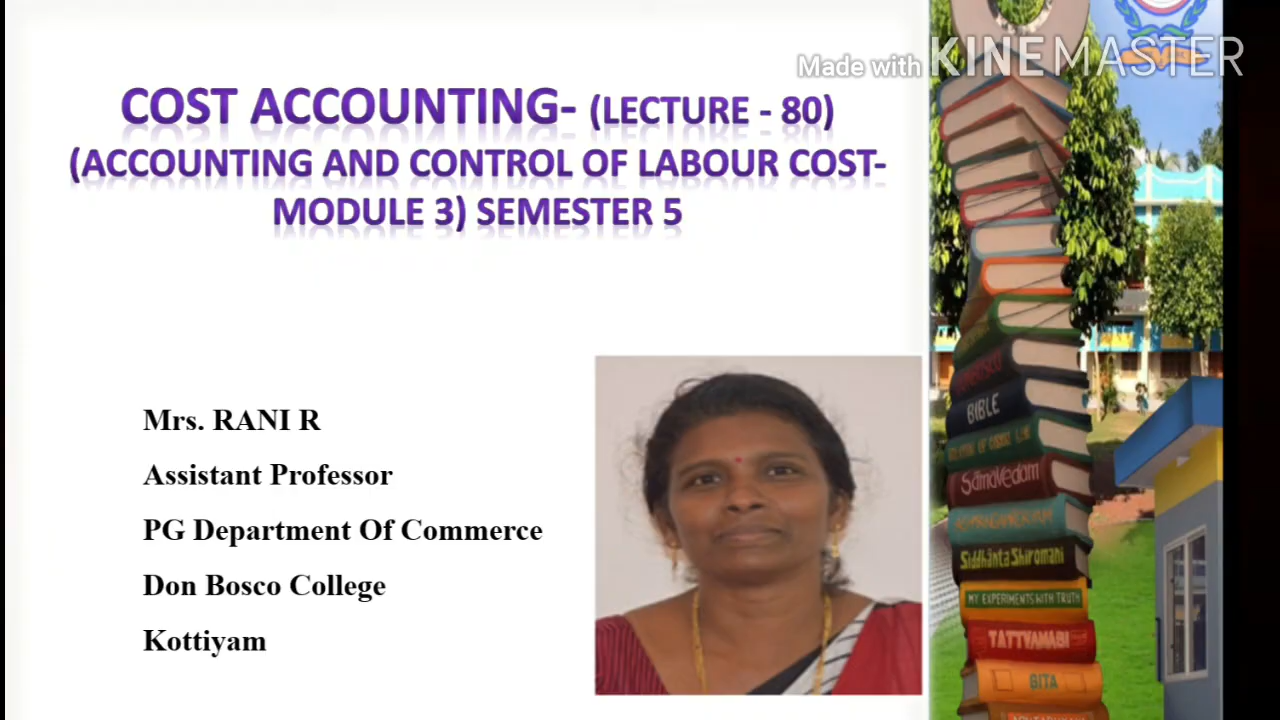 Made with KINEMASTER
COST ACCOUNTING- (LECTURE - 80)
(ACCOUNTING AND CONTROL OF LABOUR COST-
MODULE 3) SEMESTER 5
Mrs. RANI R
Assistant Professor
PG Department Of Commerce
Don Bosco College
Kottiyam
BIBLE
Samavedam
Siddhanta Shiromani
MY EXPERIMENTS WITH TRUTH
TATTVAMASI
GITA